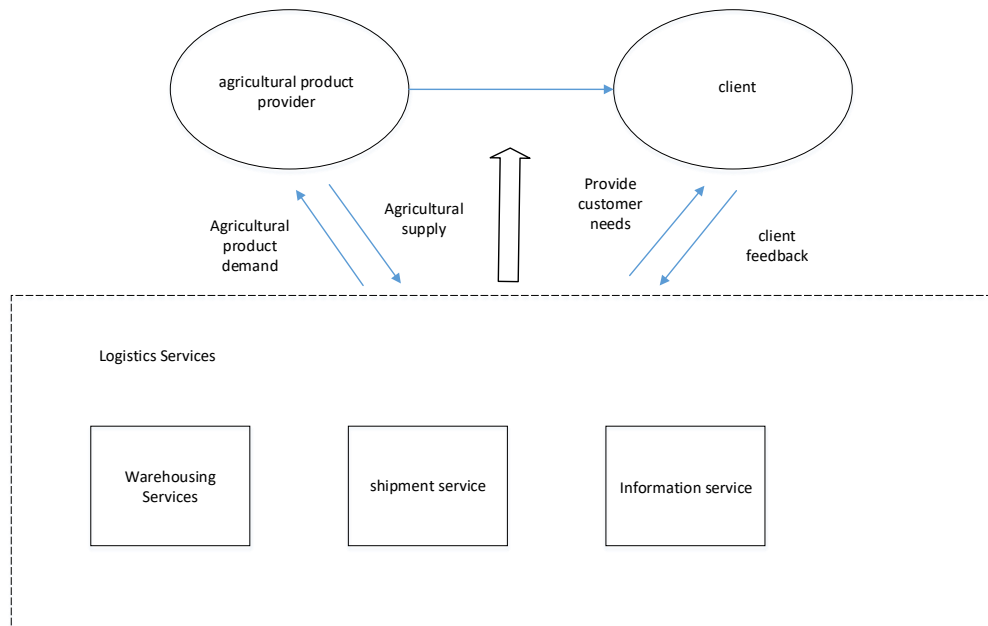 agricultural product
provider
client
Agricultural
product
demand
Agricultural
supply
Provide
customer
needs
client
feedback
Logistics Services
Warehousing
Services
shipment service
Information service